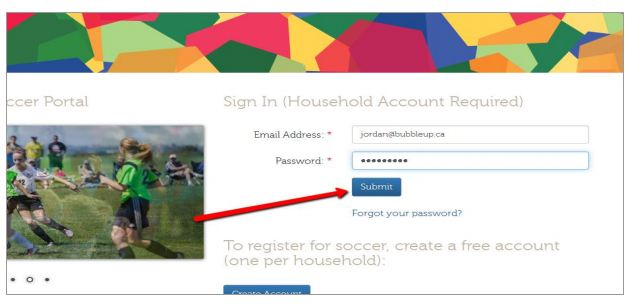 ccer Portal
Sign In (Household Account Required)
Email Address: *
jordan@bubbleup.ca
Password: *
•••••••••
Submit
Forgot your password?
To register for soccer, create a free account
(one per household):
Create Account